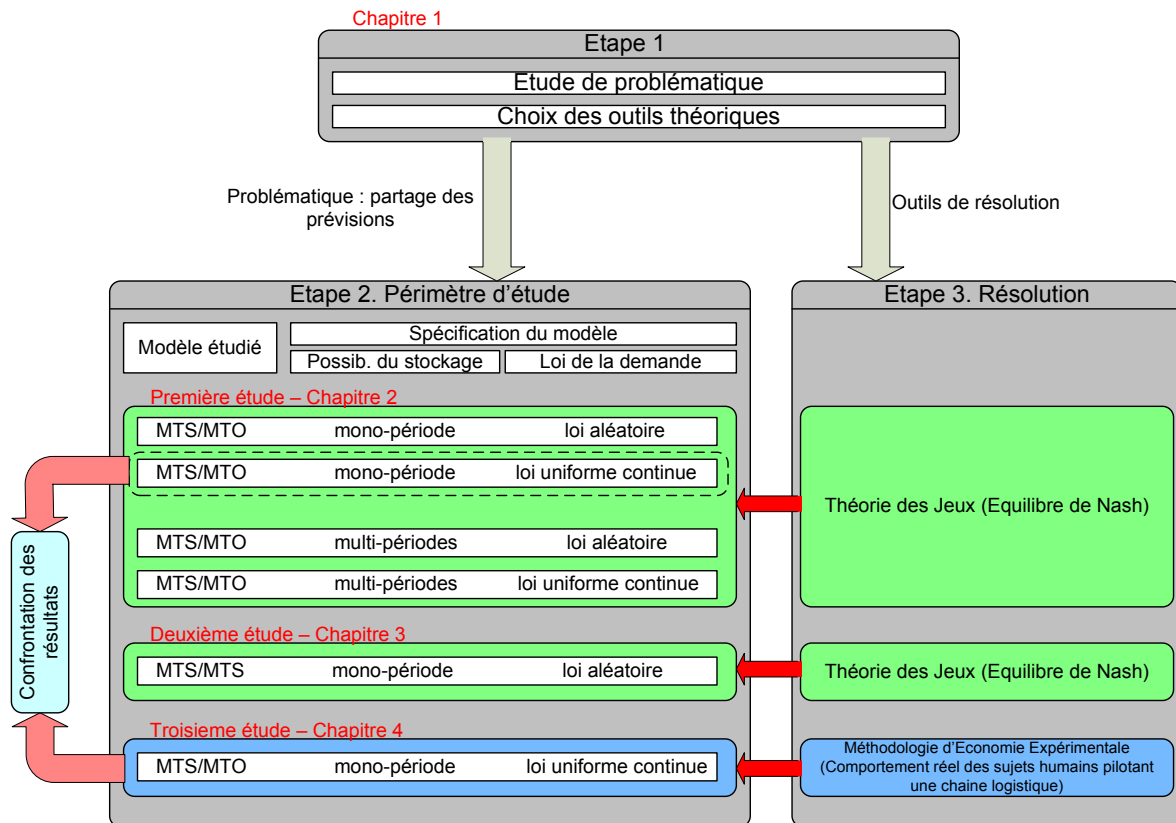 Chapitre 1
Etape 1
Etude de problématique
Choix des outils théoriques
Problématique : partage des
prévisions
Outils de résolution
Etape 2. Périmètre d'étude
Modèle étudié
Spécification du modèle
Possib. du stockage
Loi de la demande
Première étude – Chapitre 2
MTS/MTO mono-période loi aléatoire
MTS/MTO mono-période loi uniforme continue
MTS/MTO multi-périodes loi aléatoire
MTS/MTO multi-périodes loi uniforme continue
Deuxième étude – Chapitre 3
MTS/MTS mono-période loi aléatoire
Troisieme étude – Chapitre 4
MTS/MTO mono-période loi uniforme continue
Confrontation des
résultats
Etape 3. Résolution
Théorie des Jeux (Equilibre de Nash)
Théorie des Jeux (Equilibre de Nash)
Méthodologie d'Economie Expérimentale
(Comportement réel des sujets humains pilotant
une chaine logistique)